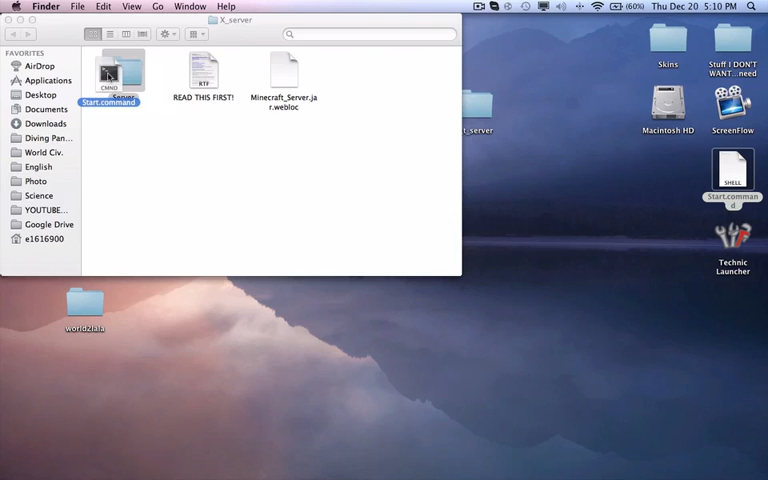 Finder File Edit View Go Window Help
(60%) Thu Dec 20 5:10 PM
X_server
FAVORITES
AirDrop
Applications
Desktop
Documents
Downloads
Diving Pan...
World Civ.
English
Photo
Science
YOUTUBE...
Google Drive
e1616900
CMND
Start.command
RTF
READ THIS FIRST!
Minecraft_Server.ja
r.webloc
t_server
Skins
Stuff I DON'T
WANT...need
Macintosh HD
ScreenFlow
SHELL
Start.comman
d
Technic
Launcher
world2lala